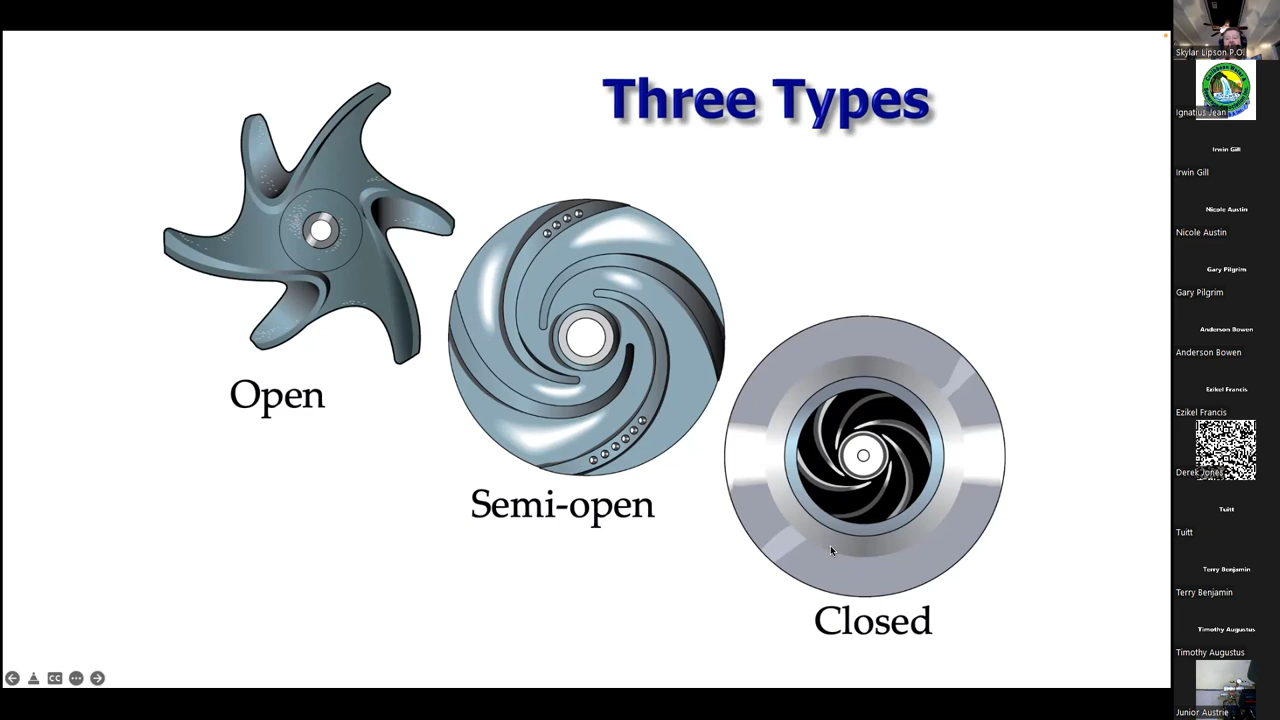 Three Types
Open
Semi-open
Closed
CC
Skylar Lipson P.O.
Ignatius Jean
Irwin Gill
Irwin Gill
Nicole Austin
Nicole Austin
Gary Pilgrim
Gary Pilgrim
Anderson Bowen
Anderson Bowen
Ezikel Francis
Ezikel Francis
Derek Jones
Tuitt
Tuitt
Terry Benjamin
Terry Benjamin
Timothy Augustus
Timothy Augustus
Junior Austrie